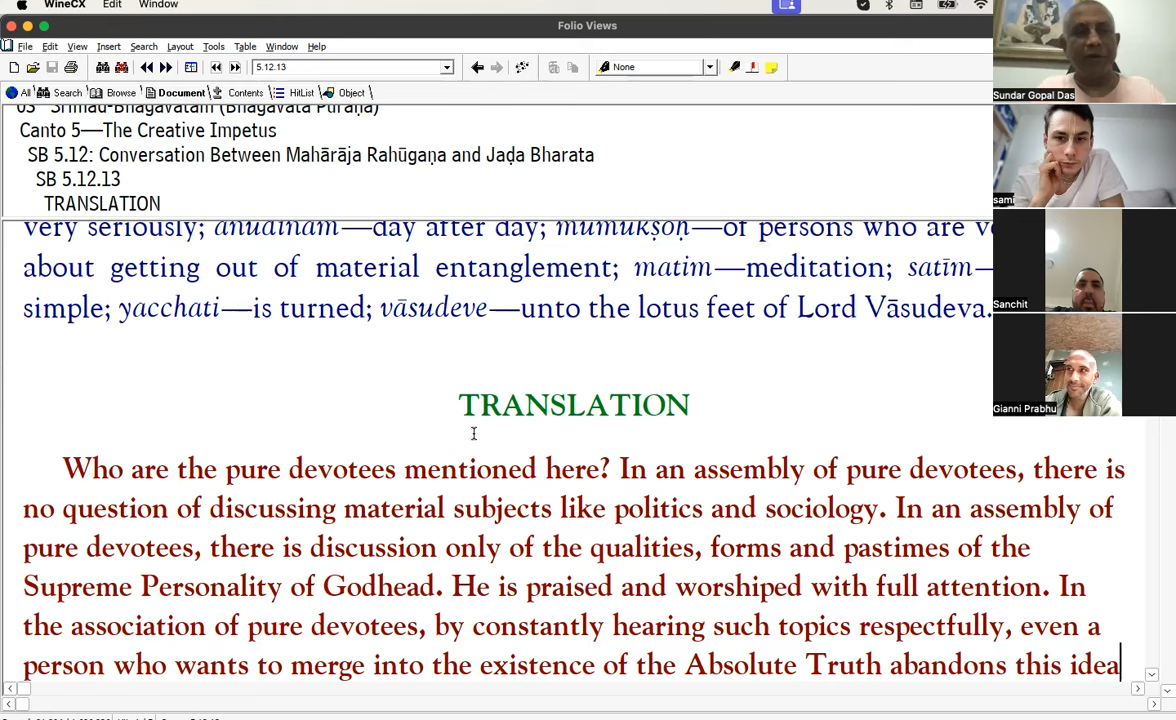 WineCX Edit Window
Folio Views
File Edit View Insert Search Layout Tools Table Window Help
5.12.13 None
All Search Browse Document Contents HitList Object
03 Srimad-Bhagavatam (Bhāgavata Purāṇa)
Canto 5—The Creative Impetus
SB 5.12: Conversation Between Mahārāja Rahūgaṇa and Jaḍa Bharata
SB 5.12.13
TRANSLATION
very seriously; anudinam—day after day; mumukṣoḥ—of persons who are
about getting out of material entanglement; matim—meditation; satīm—
simple; yacchati—is turned; vāsudeve—unto the lotus feet of Lord Vāsudeva.
TRANSLATION
Who are the pure devotees mentioned here? In an assembly of pure devotees, there is
no question of discussing material subjects like politics and sociology. In an assembly of
pure devotees, there is discussion only of the qualities, forms and pastimes of the
Supreme Personality of Godhead. He is praised and worshiped with full attention. In
the association of pure devotees, by constantly hearing such topics respectfully, even a
person who wants to merge into the existence of the Absolute Truth abandons this idea
Sundar Gopal Das
sami
Sanchit
Gianni Prabhu